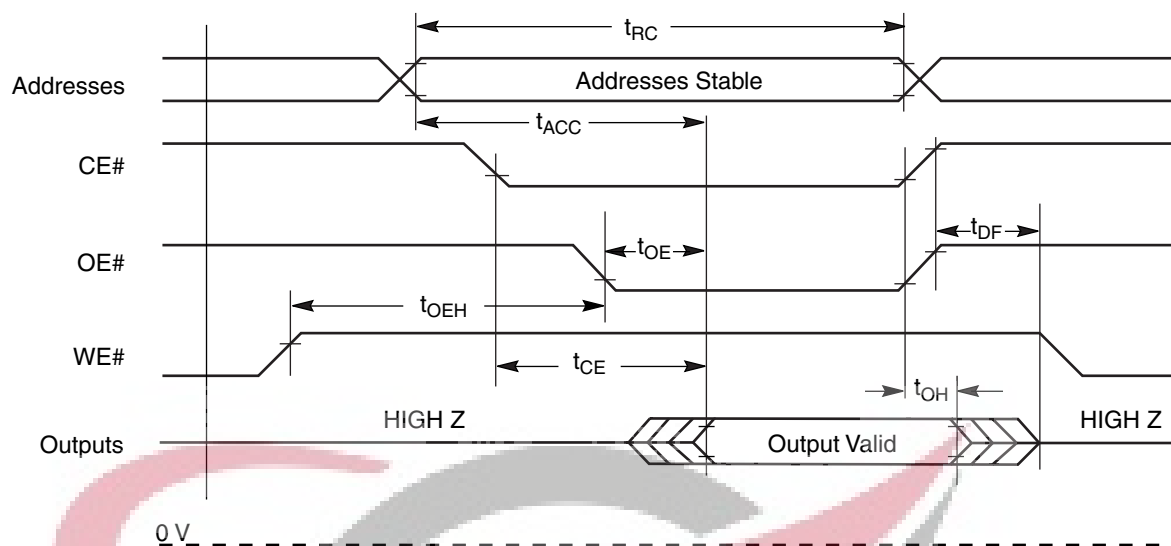 tRC
Addresses
Addresses Stable
tACC
CE#
tDF
OE#
tOE
tOEH
WE#
tCE
tOH
HIGH Z
HIGH Z
Outputs
Output Valid
0 V